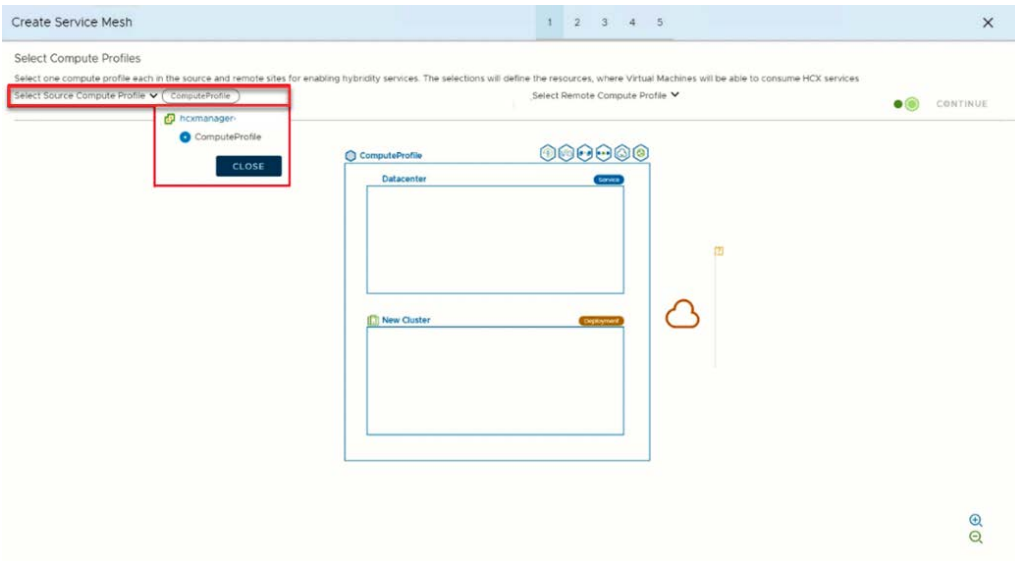 Create Service Mesh
1 2 3 4 5
Select Compute Profiles
Select one compute profile each in the source and remote sites for enabling hybridity services. The selections will define the resources, where Virtual Machines will be able to consume HCX services
Select Source Compute Profile ComputeProfile
Select Remote Compute Profile
CONTINUE
hcxmanager-
ComputeProfile
CLOSE
ComputeProfile
Datacenter Service
New Cluster Deployment